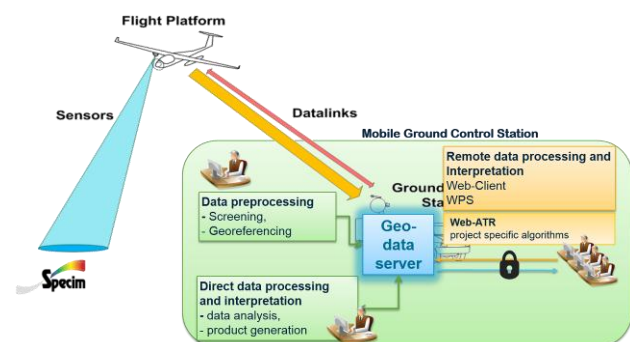 Flight Platform
Sensors
Datalinks
Mobile Ground Control Station
Remote data processing and
Interpretation
Web-Client
WPS
Data preprocessing
- Screening,
- Georeferencing
Ground
Sta
Geo-
data
server
Web-ATR
project specific algorithms
Specim
Direct data processing
and interpretation
- data analysis,
- product generation